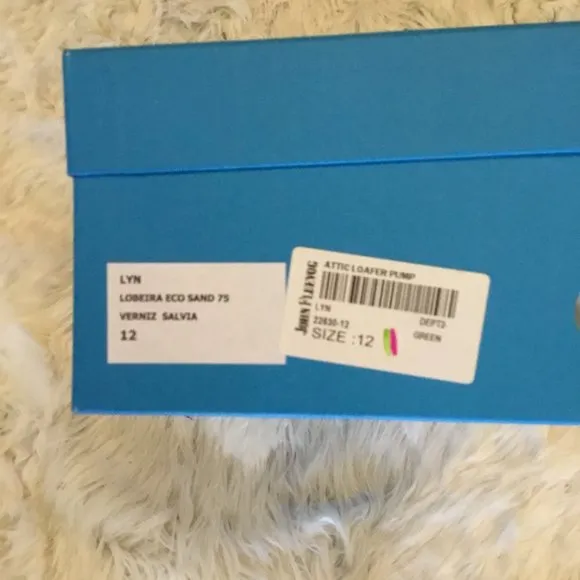 LYN
LOBEIRA ECO SAND 75
VERNIZ SALVIA
12
JOHN FLUEVOG
ATTIC LOAFER PUMP
LYN
22830-12 DEPT2-
SIZE :12 GREEN